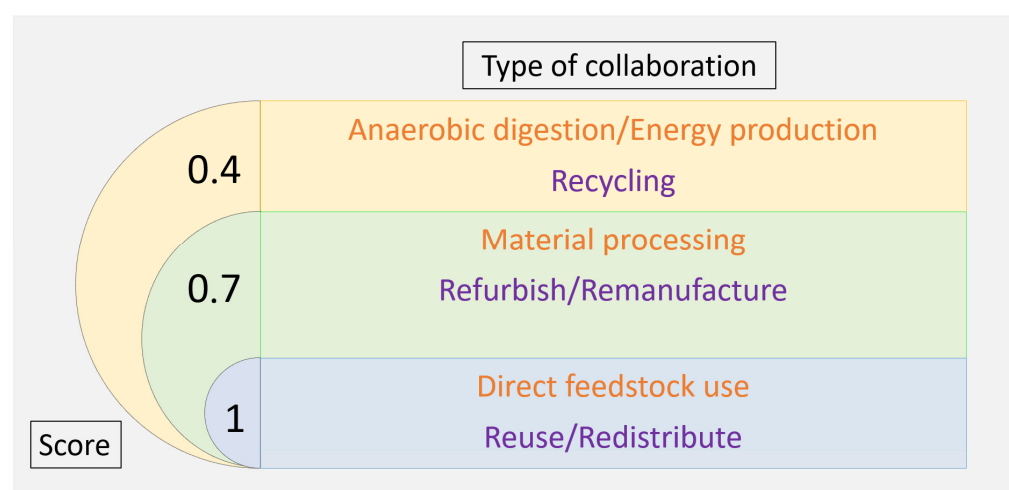 Type of collaboration
Anaerobic digestion/Energy production
0.4
Recycling
Material processing
0.7
Refurbish/Remanufacture
Direct feedstock use
1
Reuse/Redistribute
Score